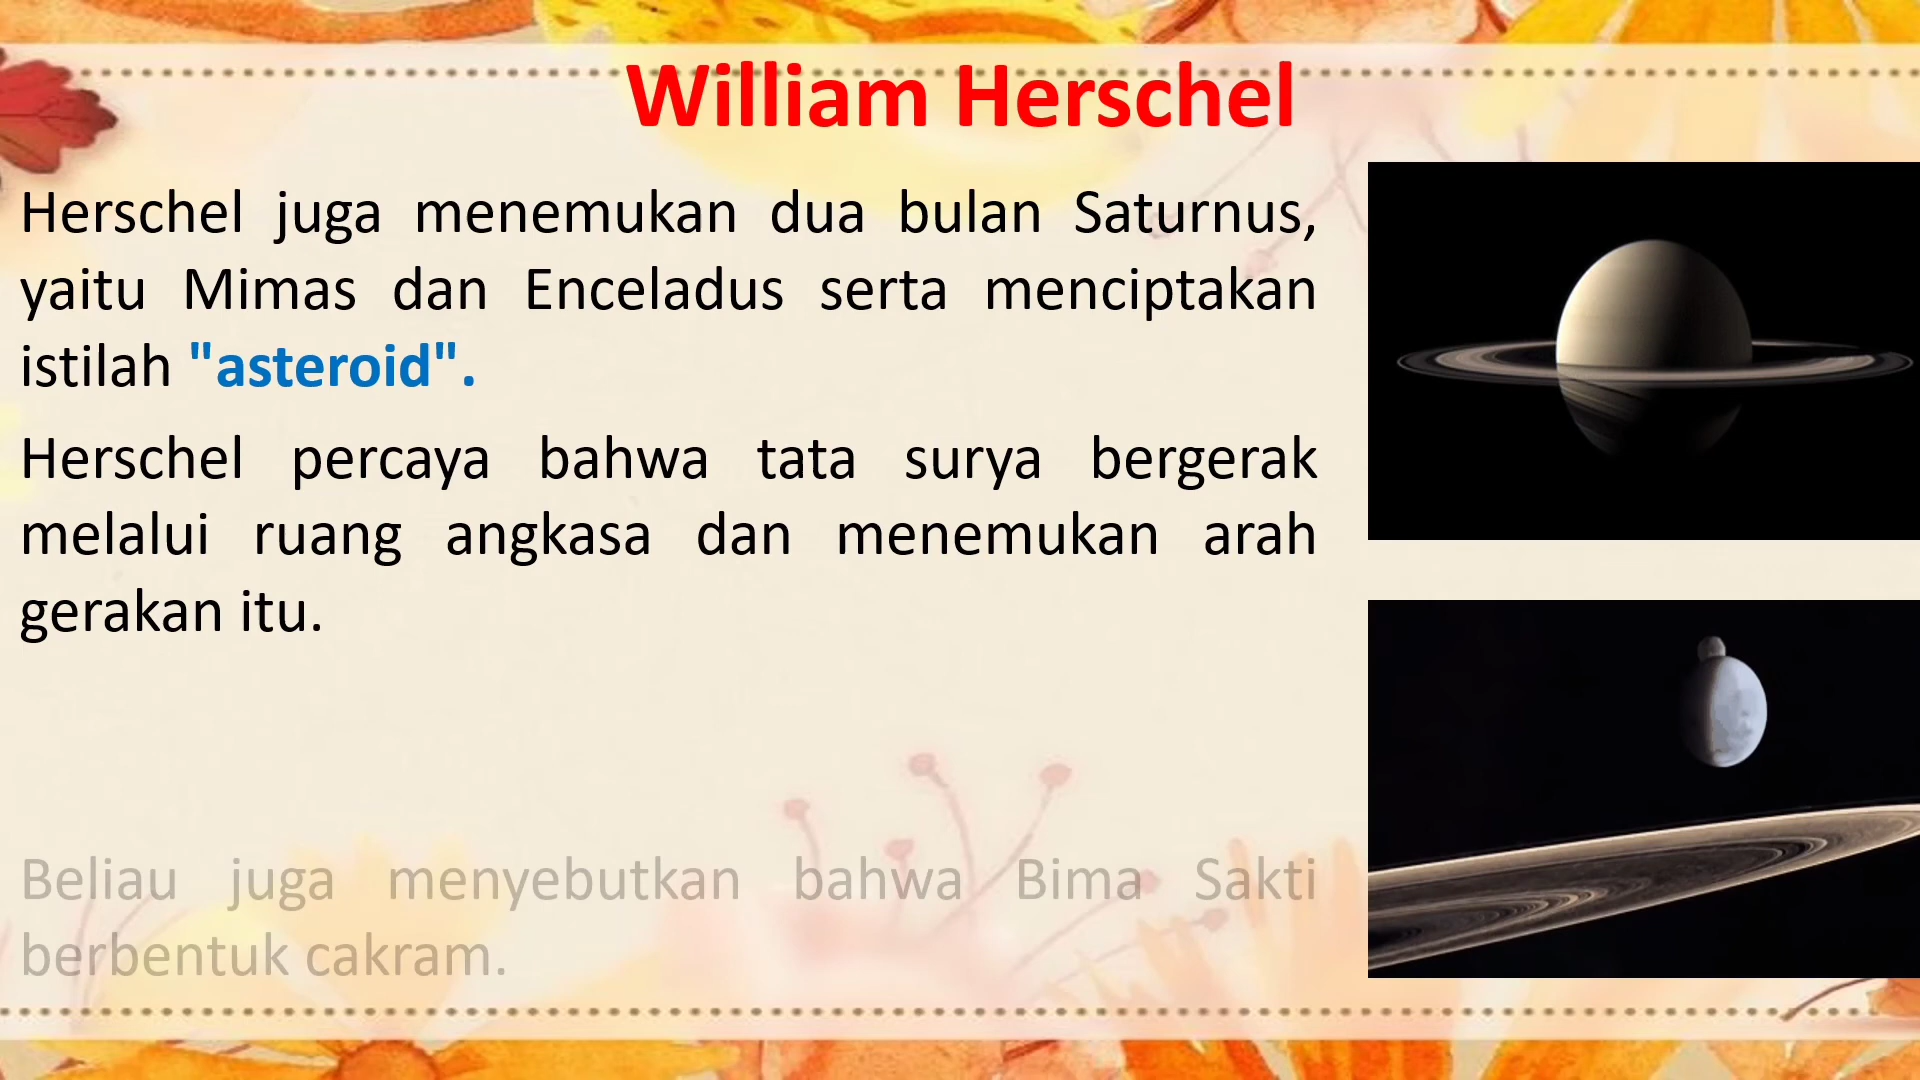 William Herschel
Herschel juga menemukan dua bulan Saturnus,
yaitu Mimas dan Enceladus serta menciptakan
istilah "asteroid".
Herschel percaya bahwa tata surya bergerak
melalui ruang angkasa dan menemukan arah
gerakan itu.
Beliau juga menyebutkan bahwa Bima Sakti
berbentuk cakram.